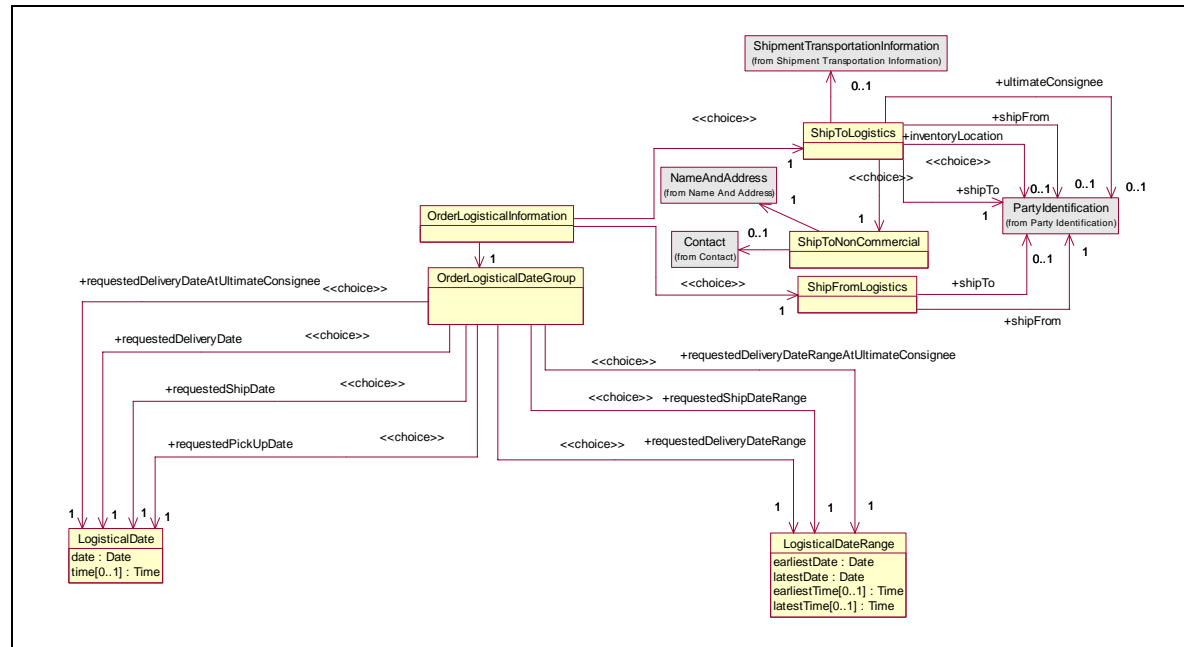 ShipmentTransportationInformation
(from Shipment Transportation Information)
0..1
+ultimateConsignee
<<choice>>
+shipFrom
ShipToLogistics
+inventoryLocation
1
<<choice>>
NameAndAddress
(from Name And Address)
<<choice>>
+shipTo
0..1
0..1
0..1
1
1
1
PartyIdentification
(from Party Identification)
OrderLogisticalInformation
Contact
(from Contact)
0..1
ShipToNonCommercial
0..1
1
1
OrderLogisticalDateGroup
+requestedDeliveryDateAtUltimateConsignee
<<choice>>
<<choice>>
1
ShipFromLogistics
+shipTo
+shipFrom
+requestedDeliveryDate
<<choice>>
<<choice>>
+requestedDeliveryDateRangeAtUltimateConsignee
+requestedShipDate
<<choice>>
<<choice>>
+requestedShipDateRange
+requestedPickUpDate
<<choice>>
<<choice>>
+requestedDeliveryDateRange
1
1
1
1
1
1
1
LogisticalDate
date : Date
time[0..1] : Time
LogisticalDateRange
earliestDate : Date
latestDate : Date
earliestTime[0..1] : Time
latestTime[0..1] : Time